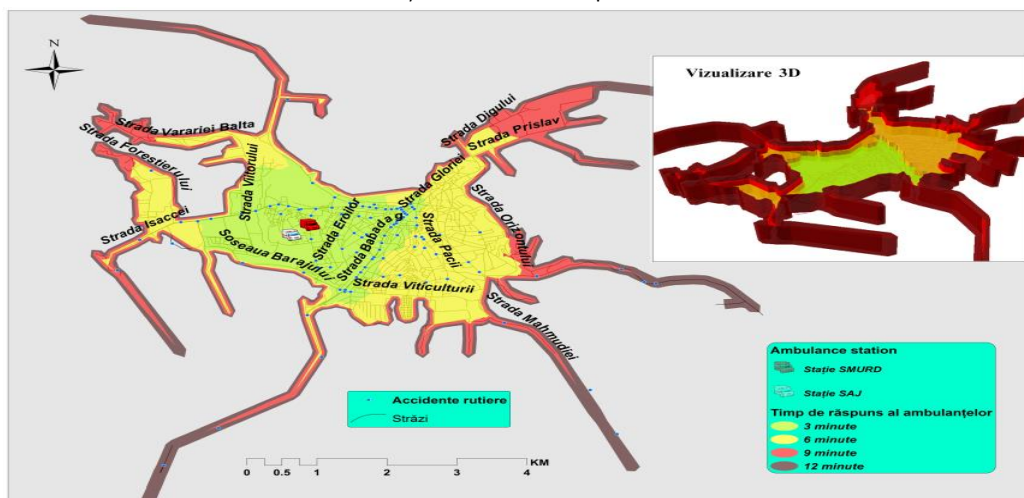 N
Vizualizare 3D
Strada Digului
Strada Prislav
Strada Vararie Balta
Strada Forestierului
Strada Viitorului
Strada Gloriei
Strada Eroilor
Strada Babadag
Strada Orizontului
Strada Isaccei
Strada Pacii
Soseaua Barajului
Strada Viticulturii
Strada Mahmudiei
Ambulance station
Stație SMURD
Stație SAJ
Accidente rutiere
Străzi
Timp de răspuns al ambulanțelor
3 minute
6 minute
9 minute
12 minute
KM
0 0.5 1 2 3 4